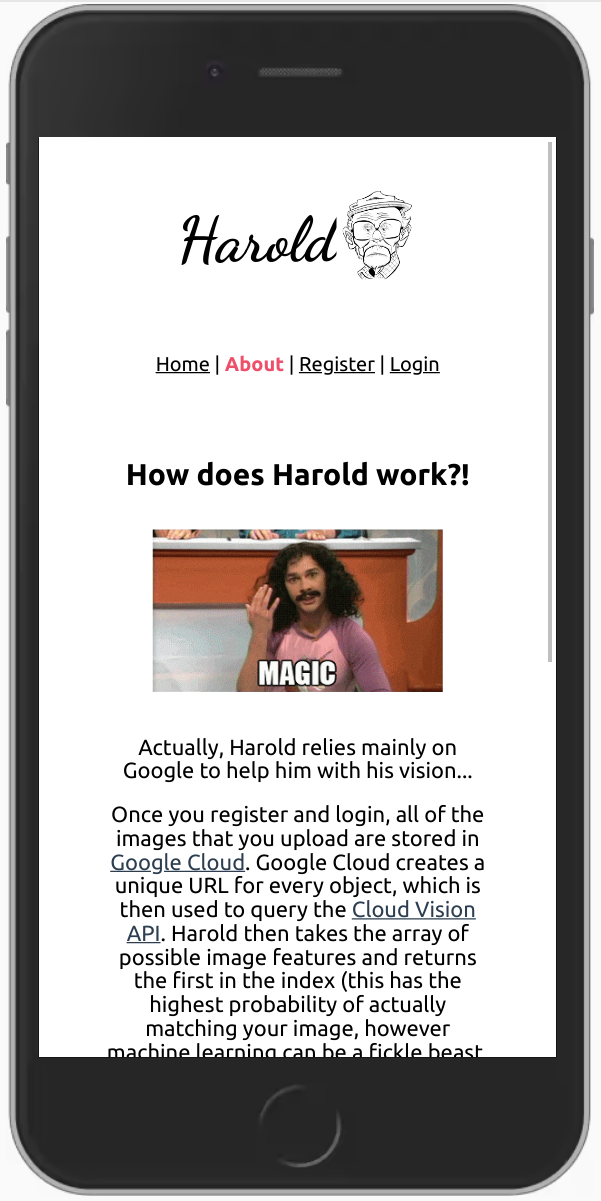 Harold
Home | About | Register | Login
How does Harold work?!
MAGIC
Actually, Harold relies mainly on
Google to help him with his vision...
Once you register and login, all of the
images that you upload are stored in
Google Cloud. Google Cloud creates a
unique URL for every object, which is
then used to query the Cloud Vision
API. Harold then takes the array of
possible image features and returns
the first in the index (this has the
highest probability of actually
matching your image, however
machine learning can be a fickle beast